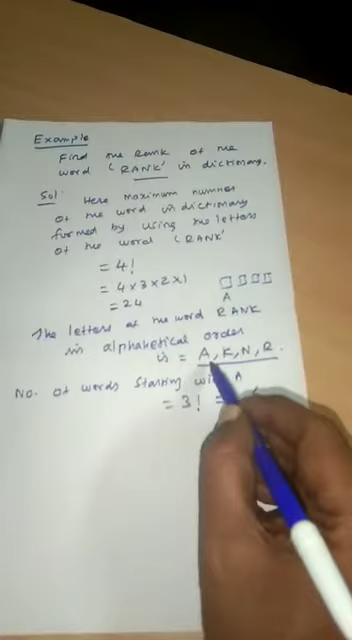 Example
Find the Rank of the
word 'RANK' in dictionary.
Sol: Here maximum number
of the word in dictionary
formed by using the letters
of the word 'RANK'
= 4!
= 4×3×2×1
= 24
A
The letters of the word RANK
in alphabetical order
is = A, K, N, R.
No. of words starting with A
= 3! =